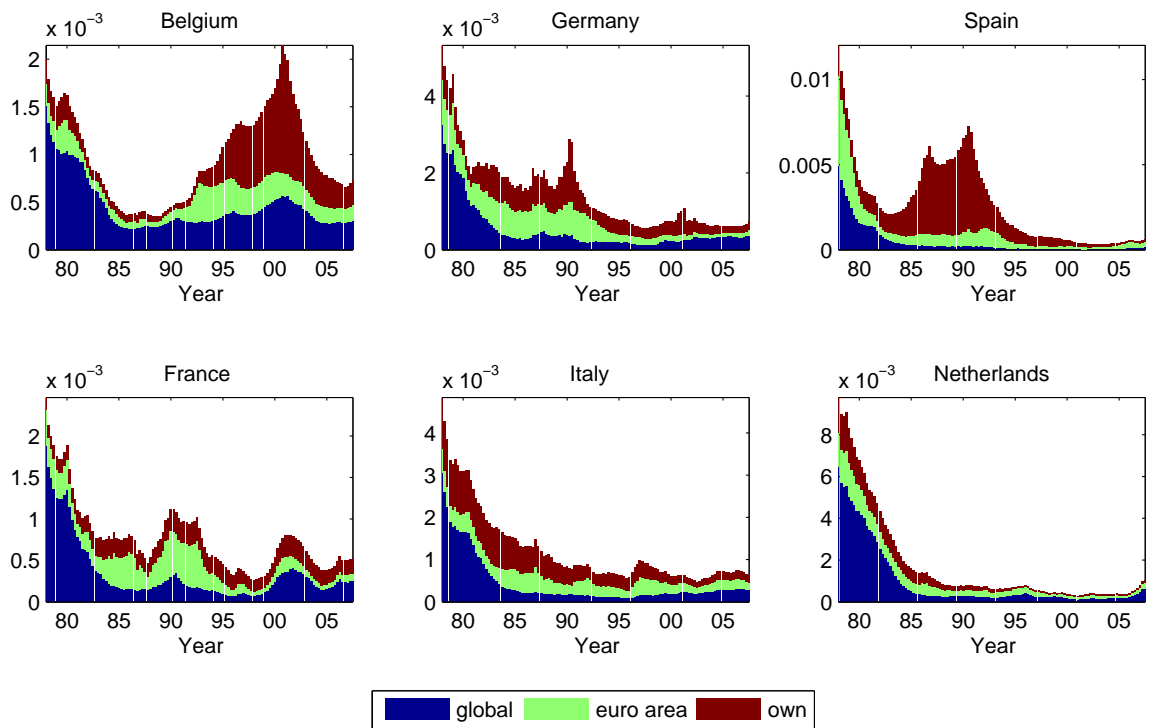 x 10⁻³ Belgium
2
1.5
1
0.5
0
80 85 90 95 00 05
Year
x 10⁻³ Germany
4
2
0
80 85 90 95 00 05
Year
Spain
0.01
0.005
0
80 85 90 95 00 05
Year
x 10⁻³ France
2
1.5
1
0.5
0
80 85 90 95 00 05
Year
x 10⁻³ Italy
4
3
2
1
0
80 85 90 95 00 05
Year
x 10⁻³ Netherlands
8
6
4
2
0
80 85 90 95 00 05
Year
global euro area own